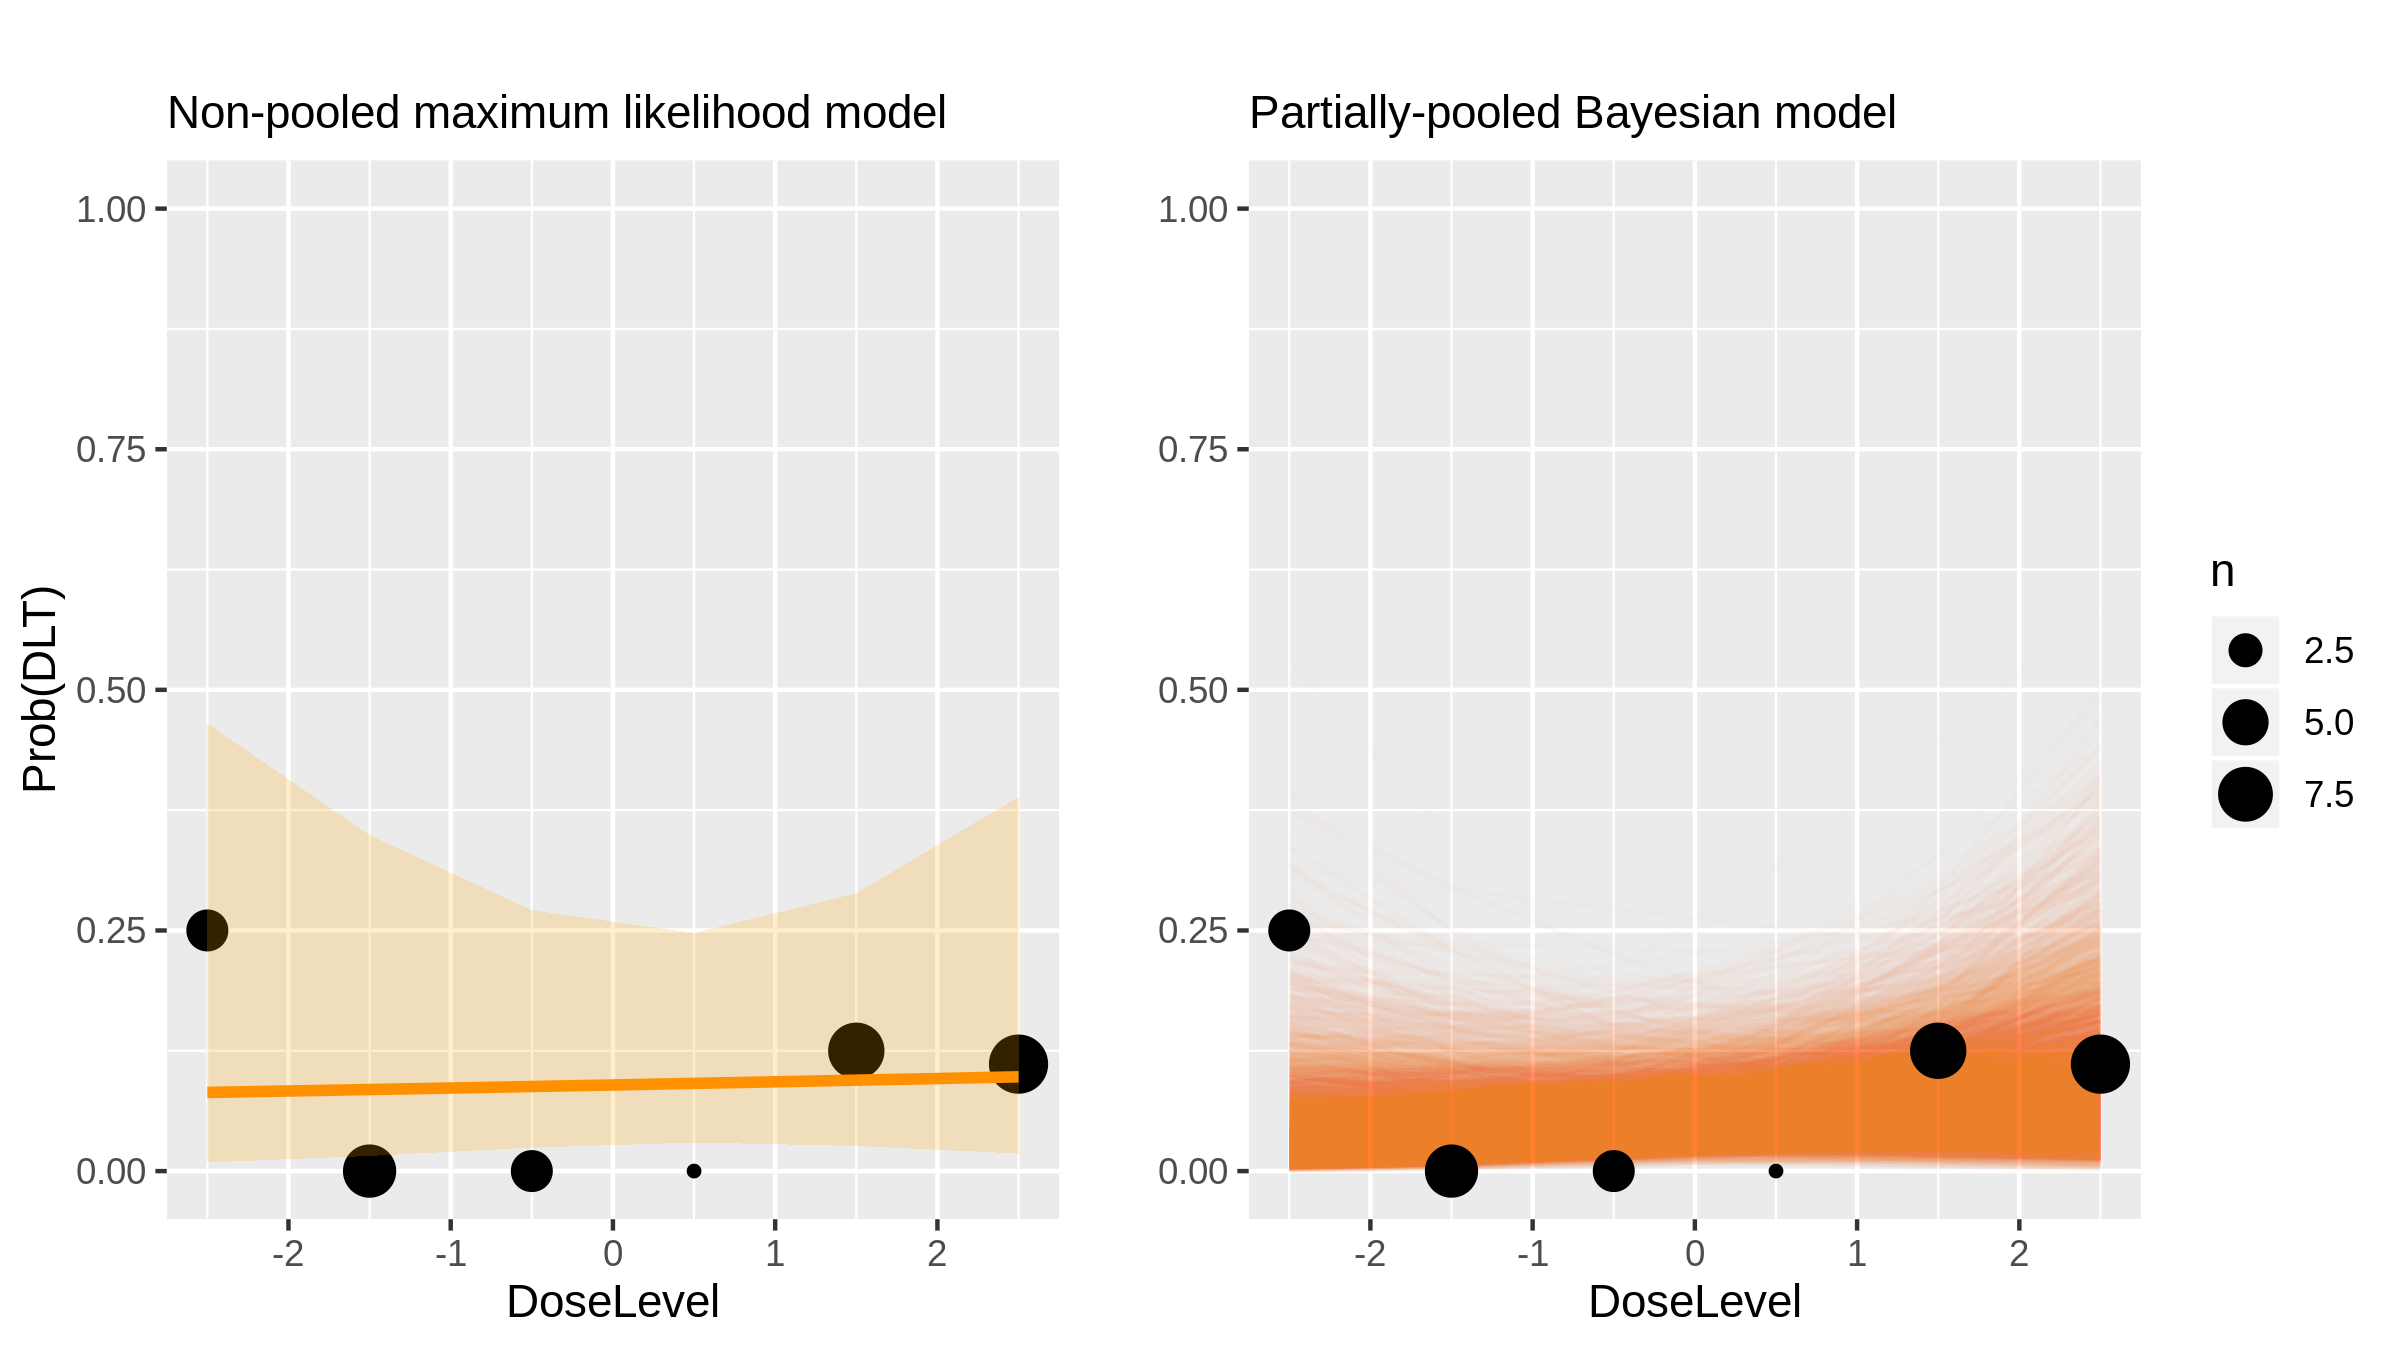 Non-pooled maximum likelihood model
Prob(DLT)
1.00
0.75
0.50
0.25
0.00
-2 -1 0 1 2
DoseLevel
Partially-pooled Bayesian model
1.00
0.75
0.50
0.25
0.00
-2 -1 0 1 2
DoseLevel
n
2.5
5.0
7.5